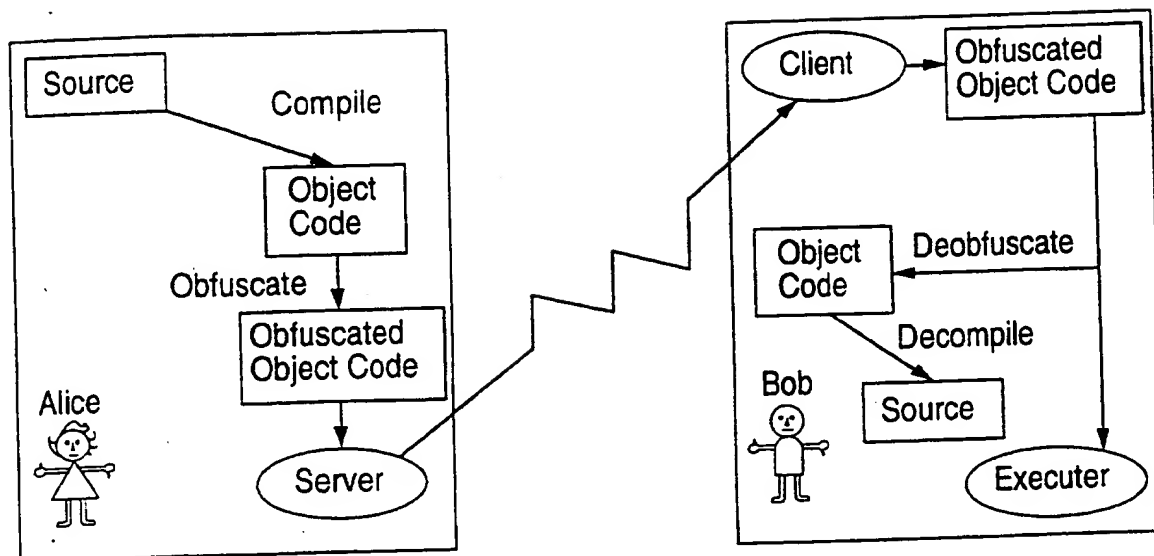 Source
Compile
Object
Code
Obfuscate
Obfuscated
Object Code
Alice
Server
Client
Obfuscated
Object Code
Object
Code
Deobfuscate
Decompile
Bob
Source
Executer